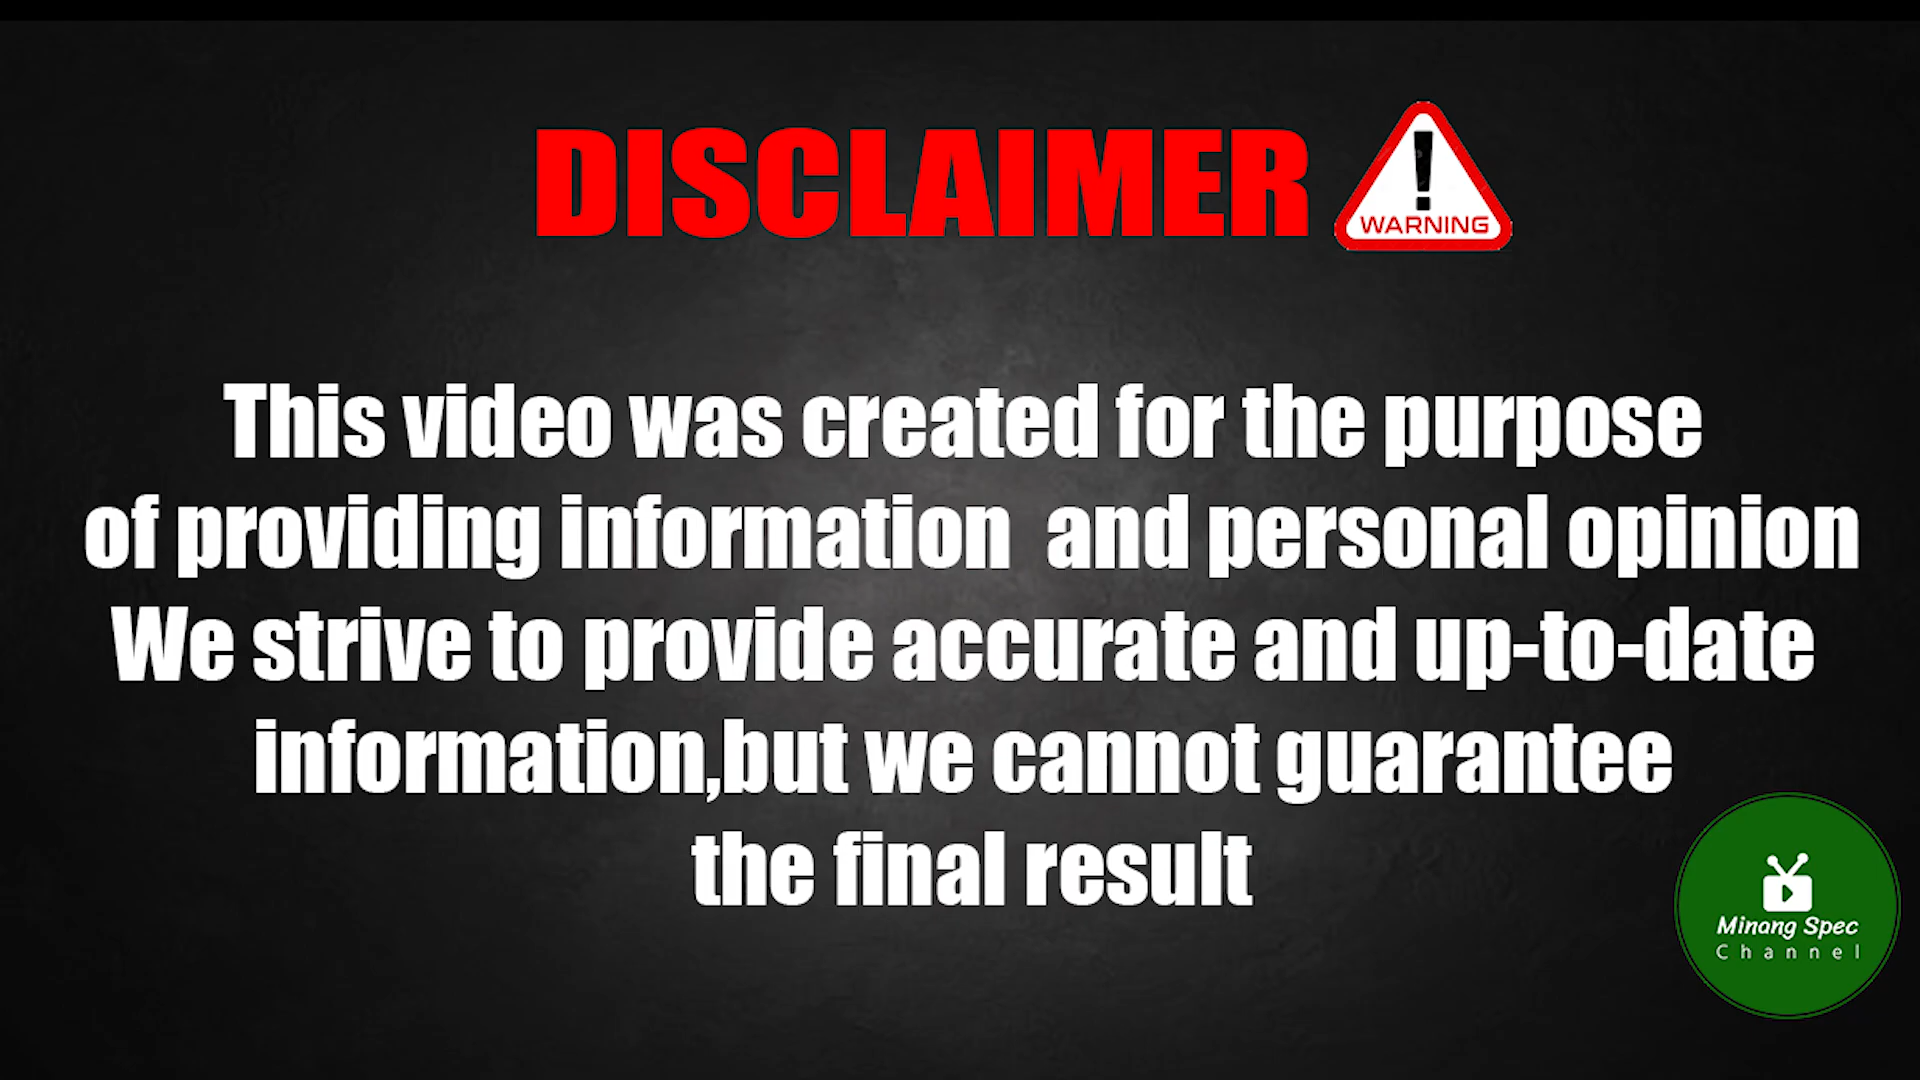 DISCLAIMER
WARNING
This video was created for the purpose
of providing information and personal opinion
We strive to provide accurate and up-to-date
information,but we cannot guarantee
the final result
Minang Spec
Channel